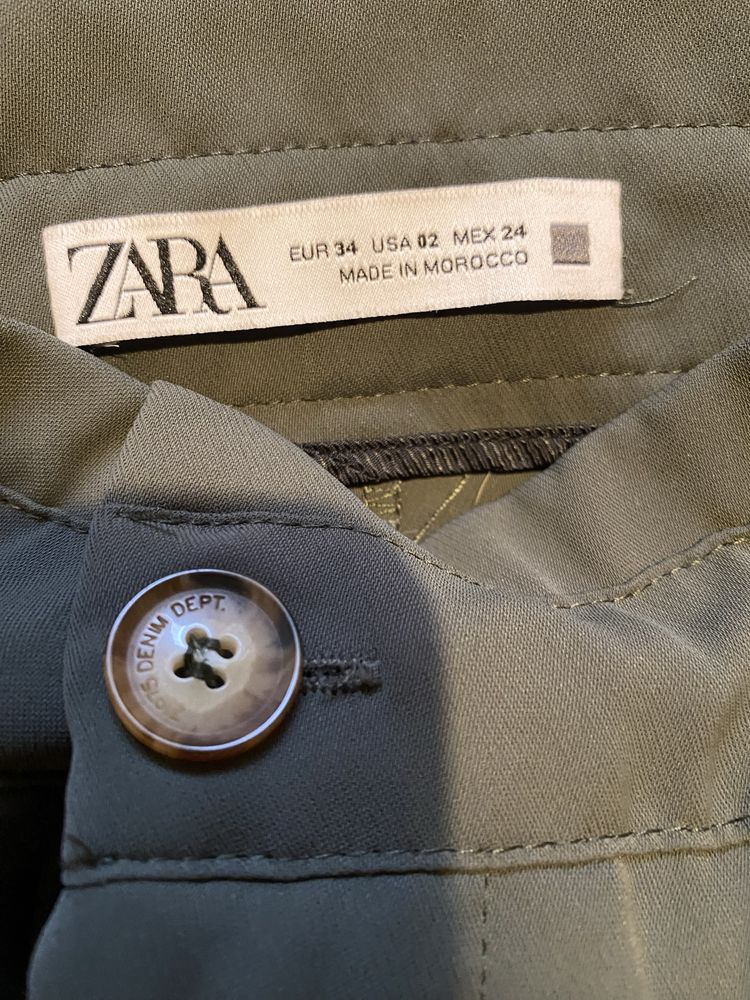 ZARA
EUR 34 USA 02 MEX 24
MADE IN MOROCCO
DENIM DEPT.